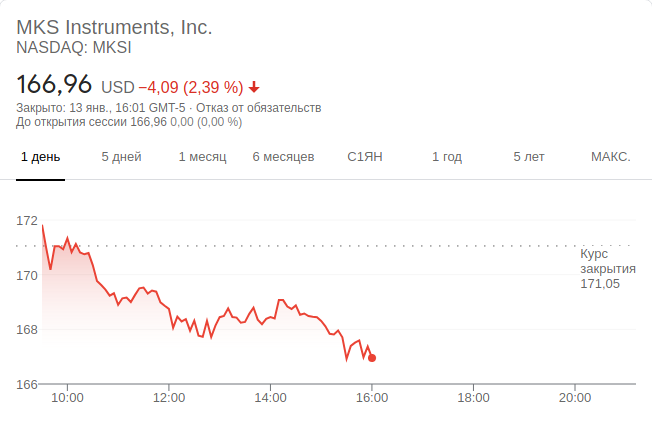 MKS Instruments, Inc.
NASDAQ: MKSI
166,96 USD −4,09 (2,39 %)
Закрыто: 13 янв., 16:01 GMT-5 · Отказ от обязательств
До открытия сессии 166,96 0,00 (0,00 %)
1 день 5 дней 1 месяц 6 месяцев С1ЯН 1 год 5 лет МАКС.
172
Курс
закрытия
171,05
170
168
166
10:00 12:00 14:00 16:00 18:00 20:00